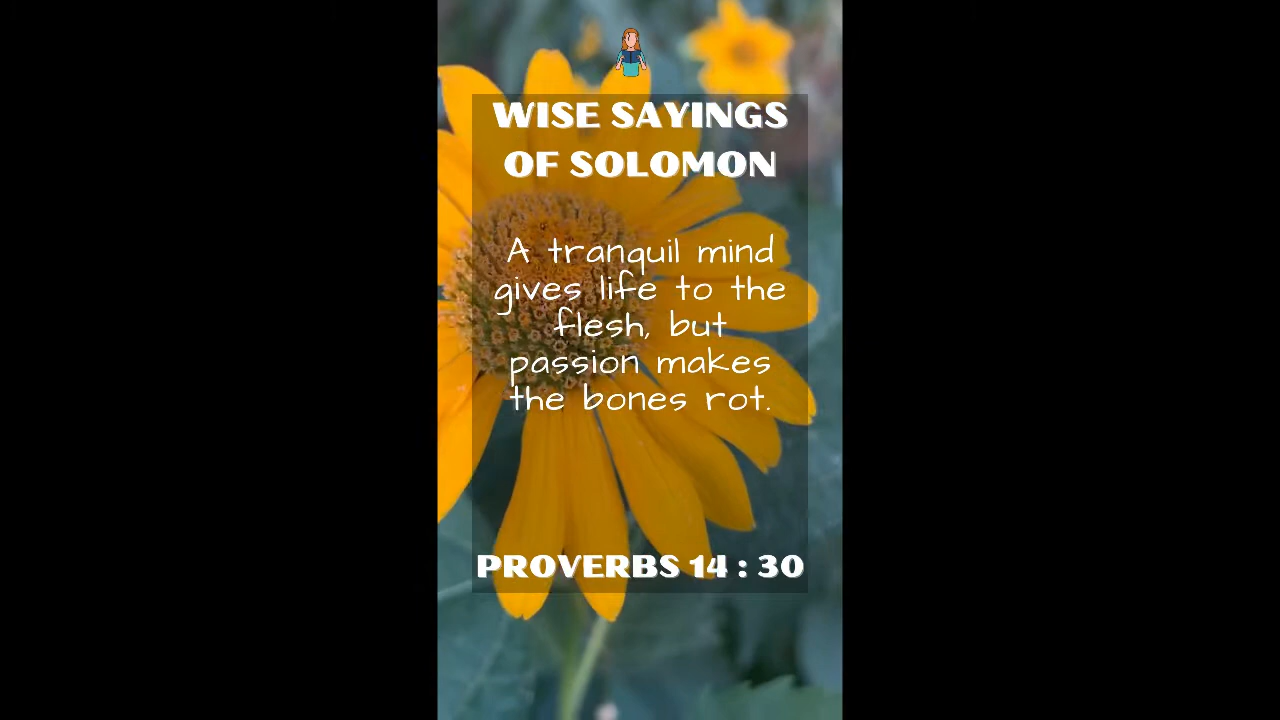 WISE SAYINGS
OF SOLOMON
A tranquil mind
gives life to the
flesh, but
passion makes
the bones rot.
PROVERBS 14 : 30